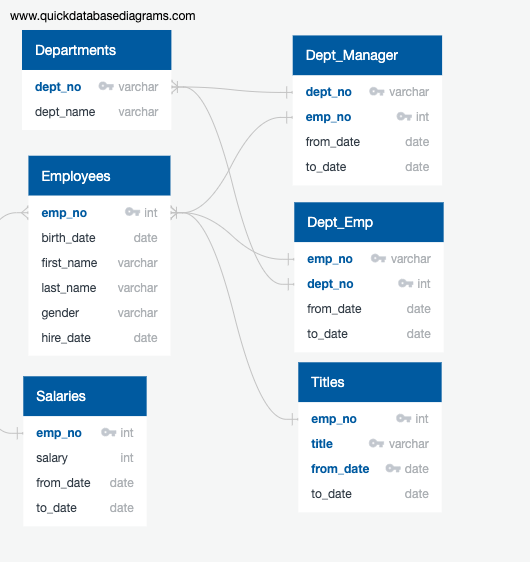 www.quickdatabasediagrams.com
Departments
dept_no varchar
dept_name varchar
Employees
emp_no int
birth_date date
first_name varchar
last_name varchar
gender varchar
hire_date date
Salaries
emp_no int
salary int
from_date date
to_date date
Dept_Manager
dept_no varchar
emp_no int
from_date date
to_date date
Dept_Emp
emp_no varchar
dept_no int
from_date date
to_date date
Titles
emp_no int
title varchar
from_date date
to_date date